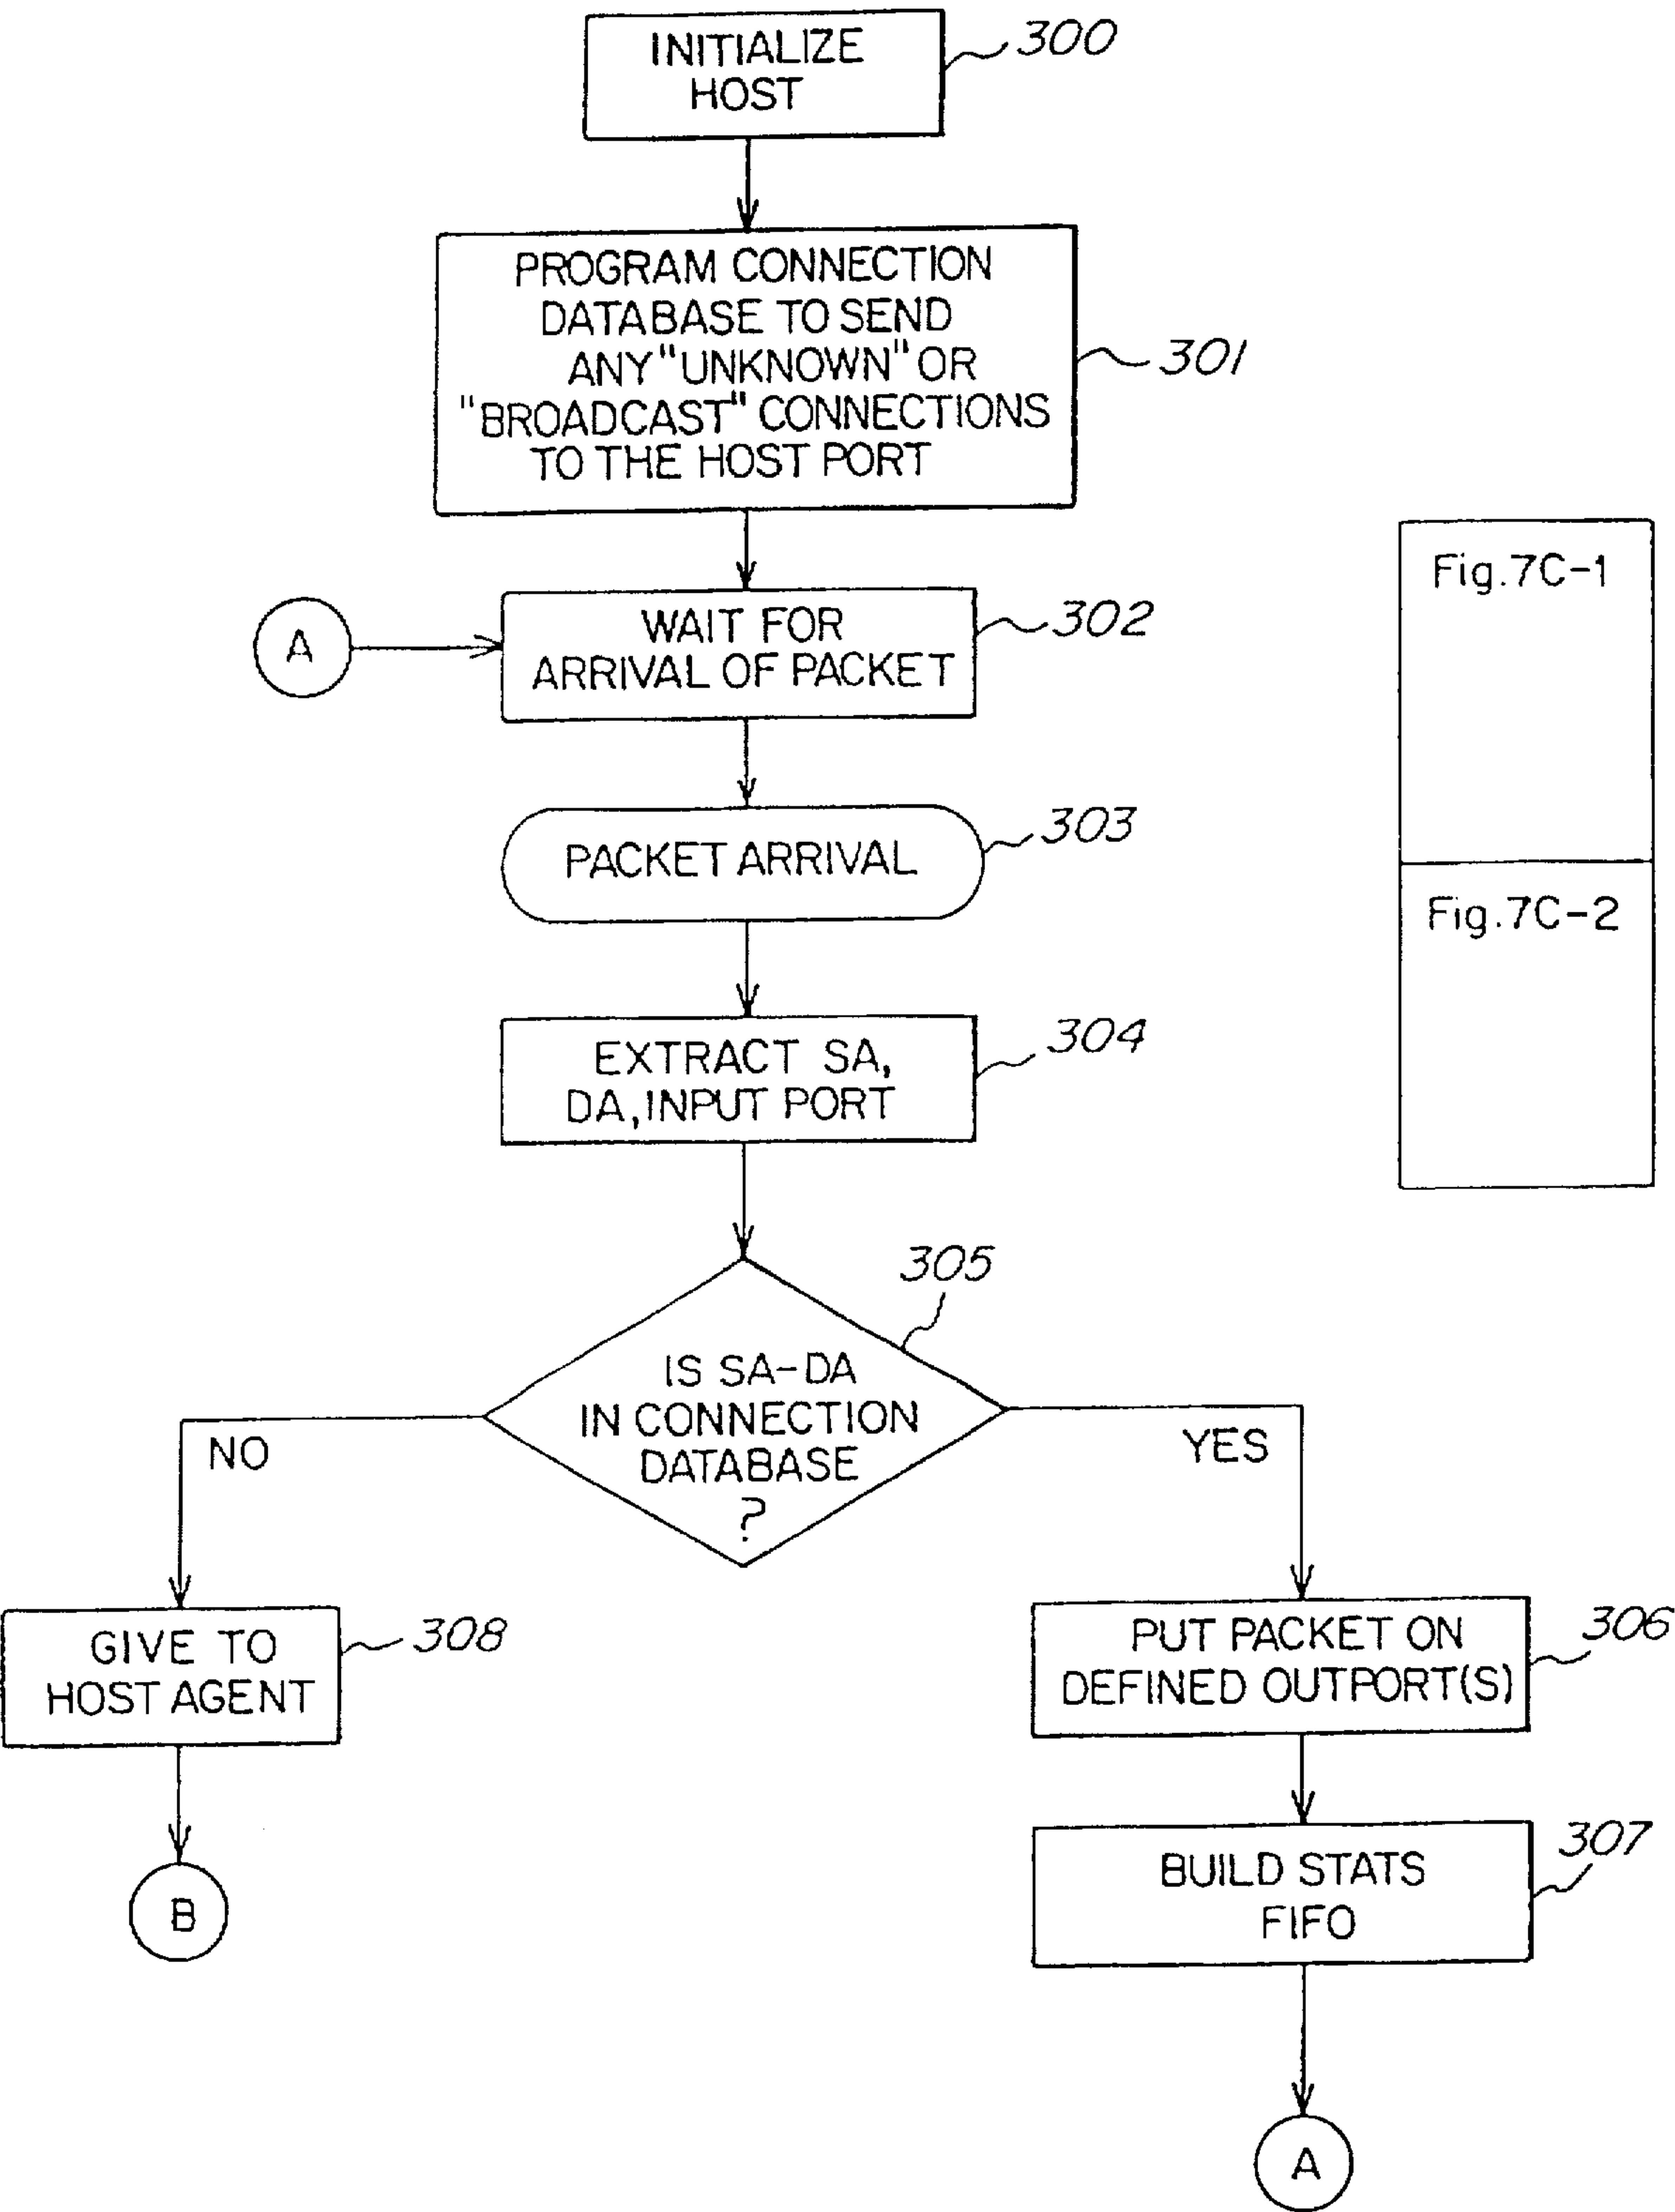 INITIALIZE
HOST
300
PROGRAM CONNECTION
DATABASE TO SEND
ANY "UNKNOWN" OR
"BROADCAST" CONNECTIONS
TO THE HOST PORT
301
A
WAIT FOR
ARRIVAL OF PACKET
302
PACKET ARRIVAL
303
EXTRACT SA,
DA, INPUT PORT
304
Fig.7C-1
Fig.7C-2
305
IS SA-DA
IN CONNECTION
DATABASE
?
NO
YES
GIVE TO
HOST AGENT
308
B
PUT PACKET ON
DEFINED OUTPORT(S)
306
BUILD STATS
FIFO
307
A